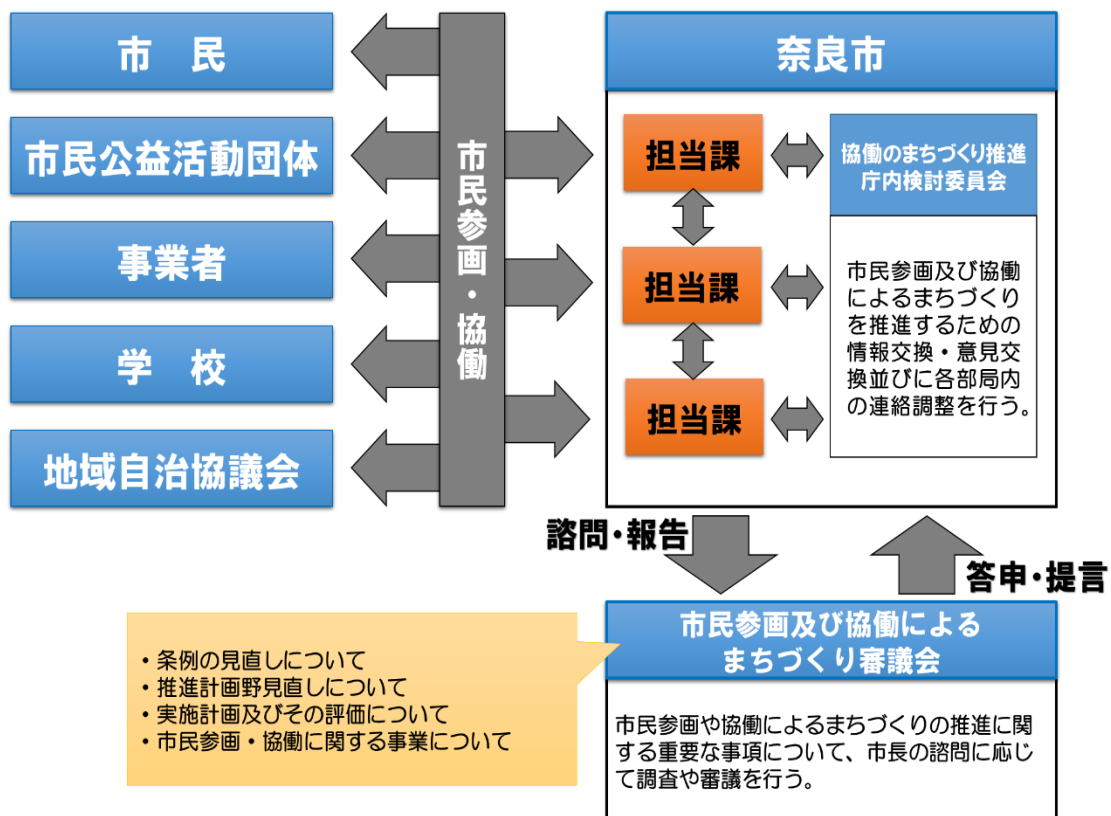 市　民
市民公益活動団体
事業者
学　校
地域自治協議会
市民参画・協働
奈良市
担当課
担当課
担当課
協働のまちづくり推進
庁内検討委員会
市民参画及び協働
によるまちづくり
を推進するための
情報交換・意見交
換並びに各部局内
の連絡調整を行う。
諮問・報告
答申・提言
市民参画及び協働による
まちづくり審議会
市民参画や協働によるまちづくりの推進に関
する重要な事項について、市長の諮問に応じ
て調査や審議を行う。
・条例の見直しについて
・推進計画野見直しについて
・実施計画及びその評価について
・市民参画・協働に関する事業について